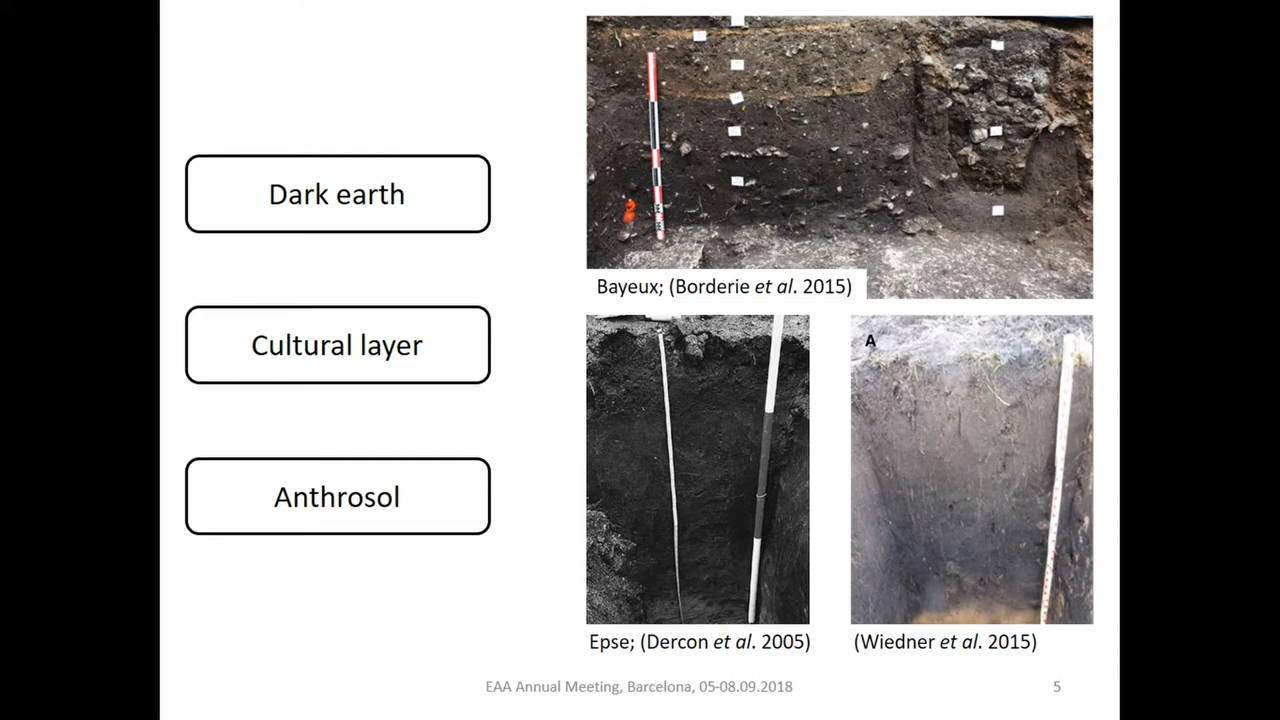 Dark earth
Cultural layer
Anthrosol
Bayeux; (Borderie et al. 2015)
A
Epse; (Dercon et al. 2005)
(Wiedner et al. 2015)
EAA Annual Meeting, Barcelona, 05-08.09.2018
5